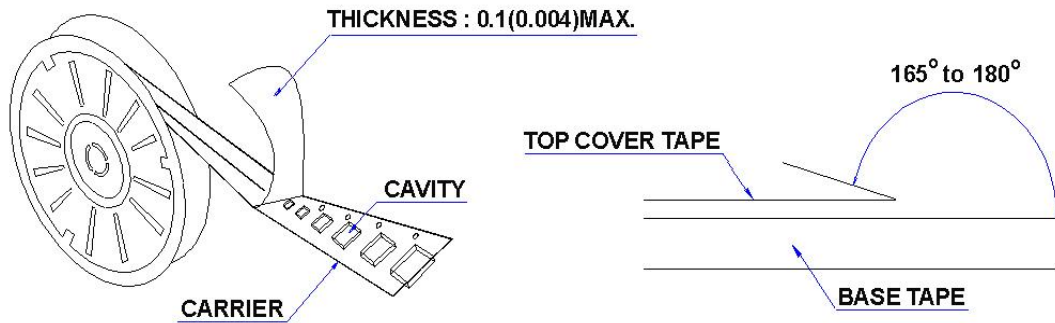 THICKNESS : 0.1(0.004)MAX.
CAVITY
CARRIER
165° to 180°
TOP COVER TAPE
BASE TAPE